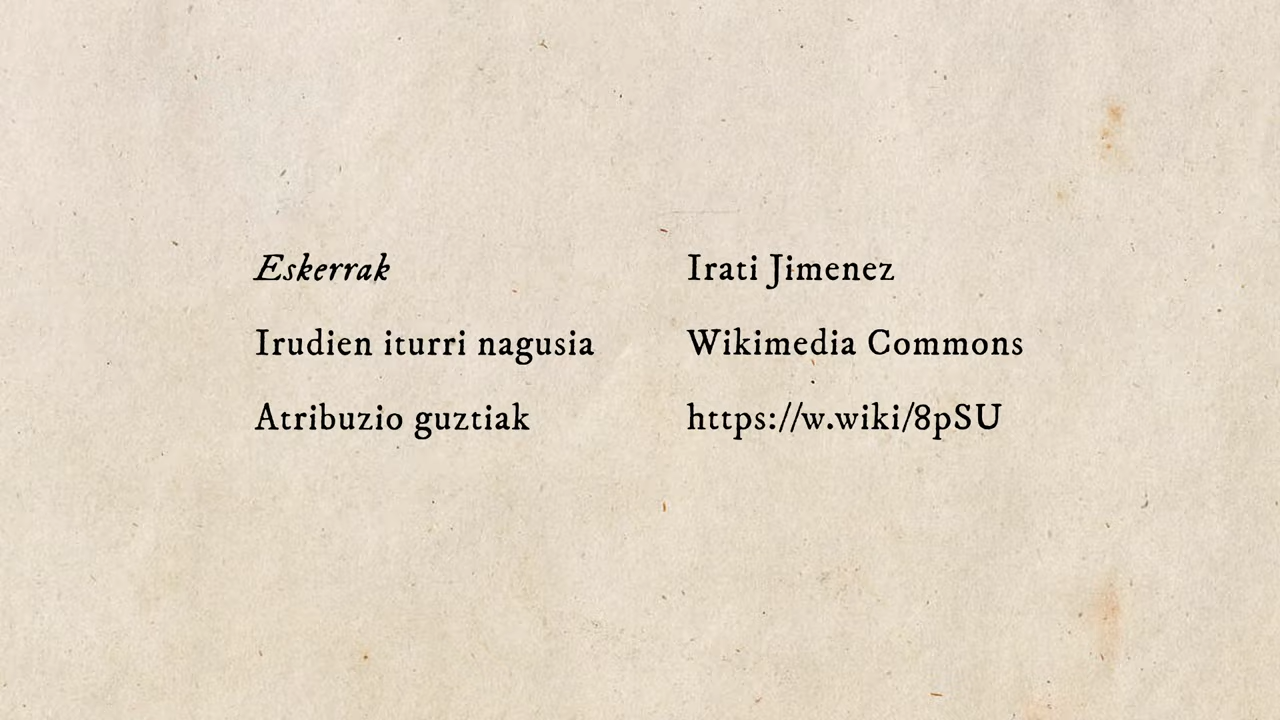 Eskerrak Irati Jimenez
Irudien iturri nagusia Wikimedia Commons
Atribuzio guztiak https://w.wiki/8pSU